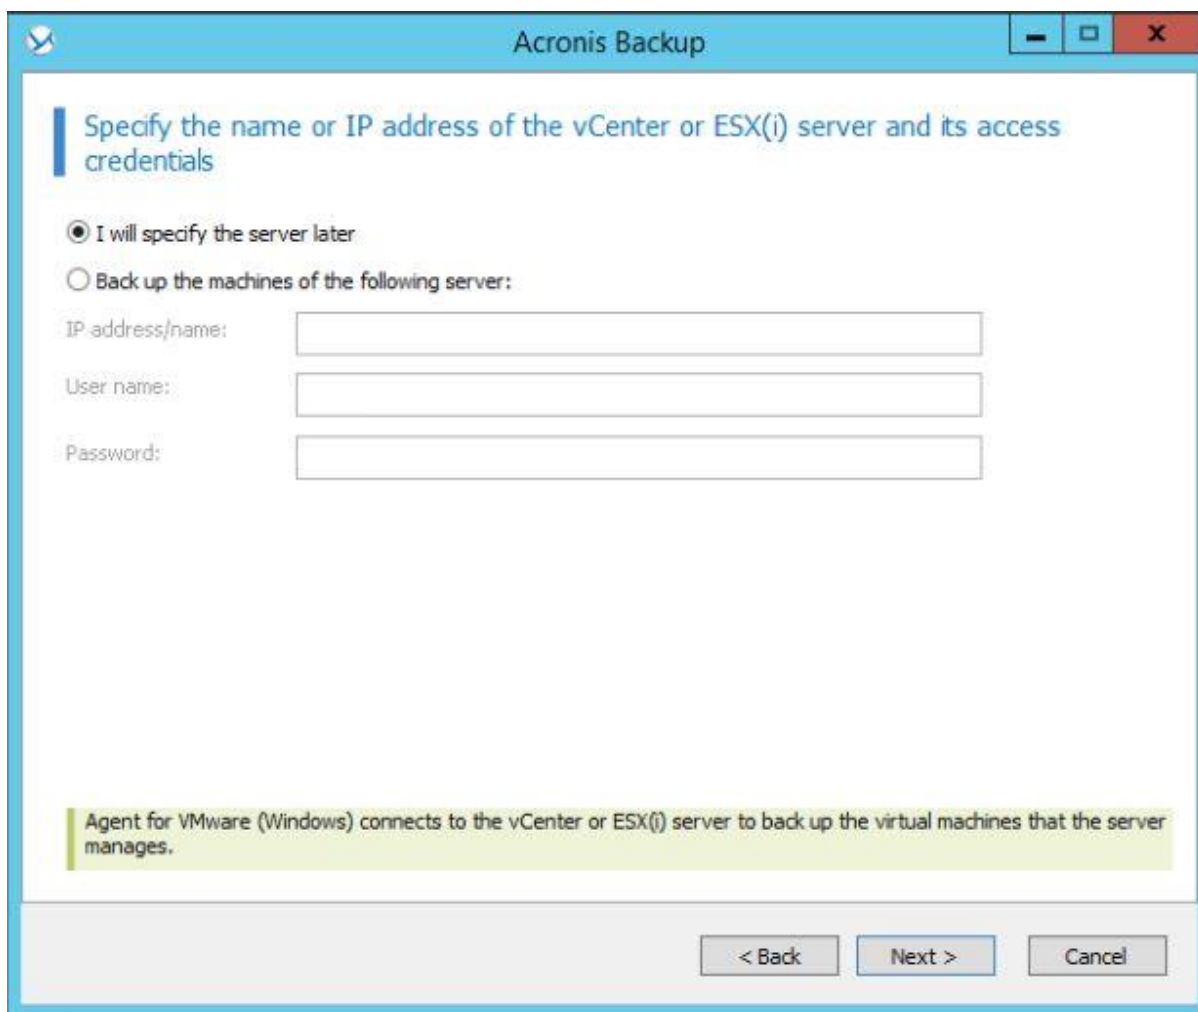 Acronis Backup
Specify the name or IP address of the vCenter or ESX(i) server and its access
credentials
I will specify the server later
Back up the machines of the following server:
IP address/name:
User name:
Password:
Agent for VMware (Windows) connects to the vCenter or ESX(i) server to back up the virtual machines that the server
manages.
< Back Next > Cancel